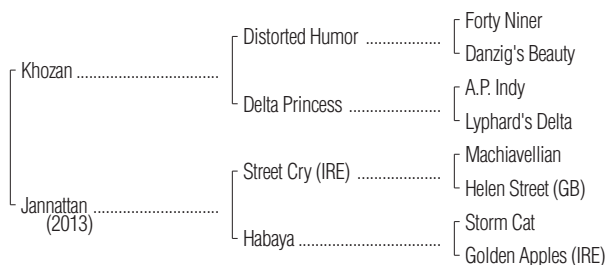 Forty Niner
Distorted Humor
Danzig's Beauty
Khozan
A.P. Indy
Delta Princess
Lyphard's Delta
Machiavellian
Street Cry (IRE)
Helen Street (GB)
Jannattan
(2013)
Storm Cat
Habaya
Golden Apples (IRE)